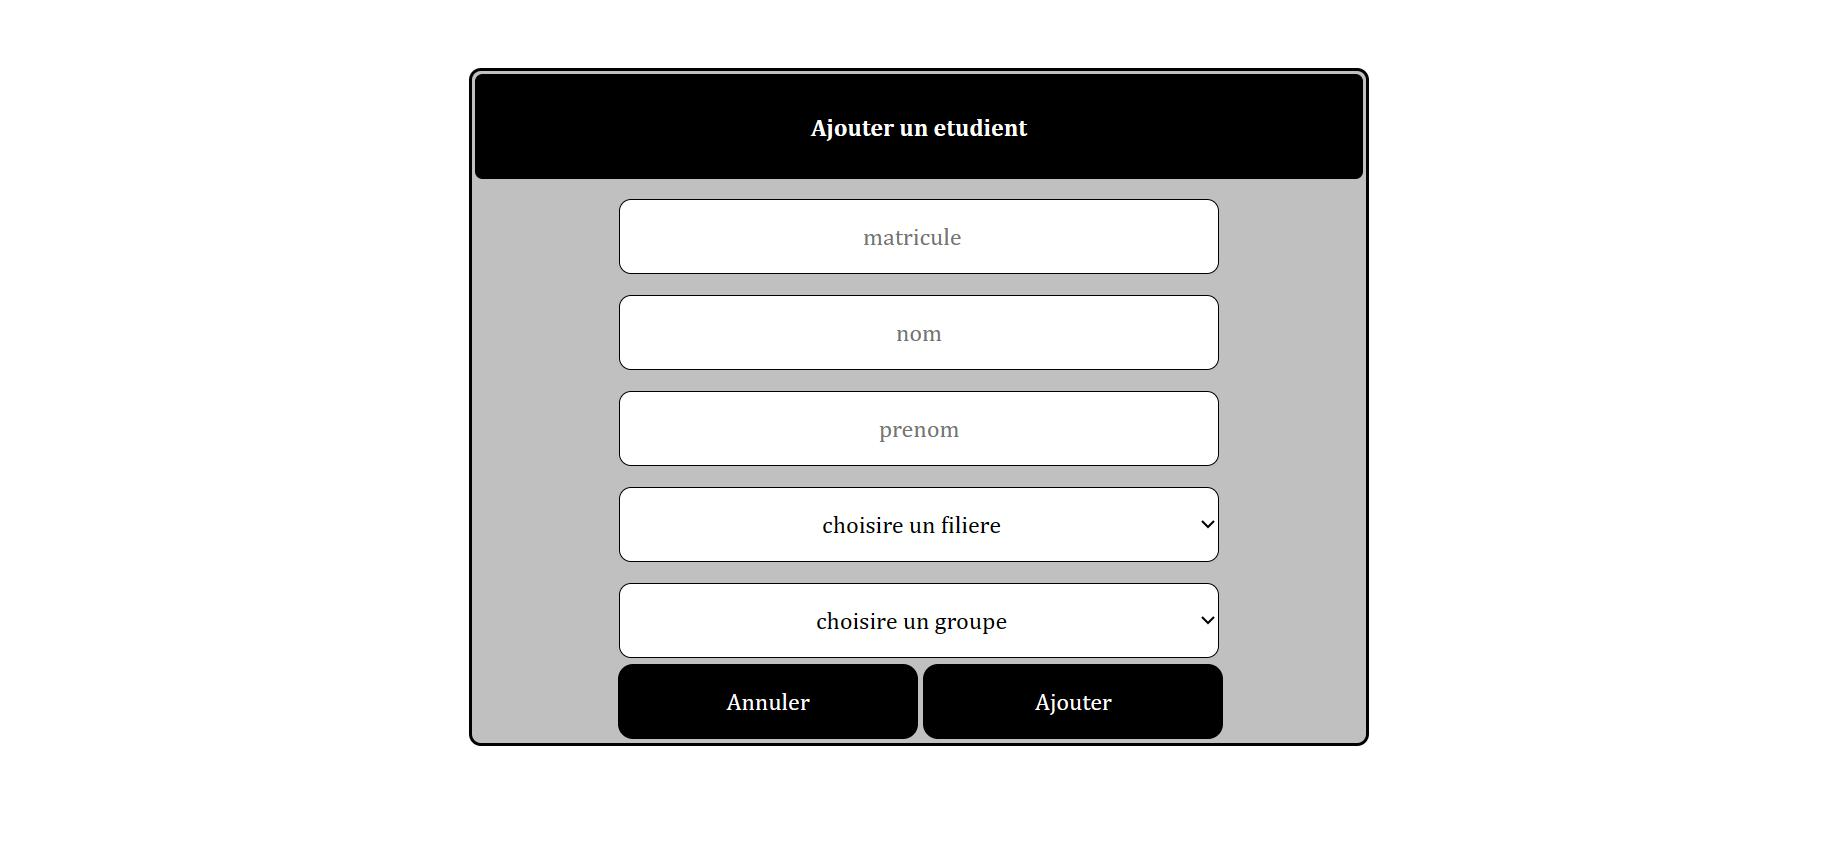 Ajouter un etudient
matricule
nom
prenom
choisire un filiere
choisire un groupe
Annuler
Ajouter